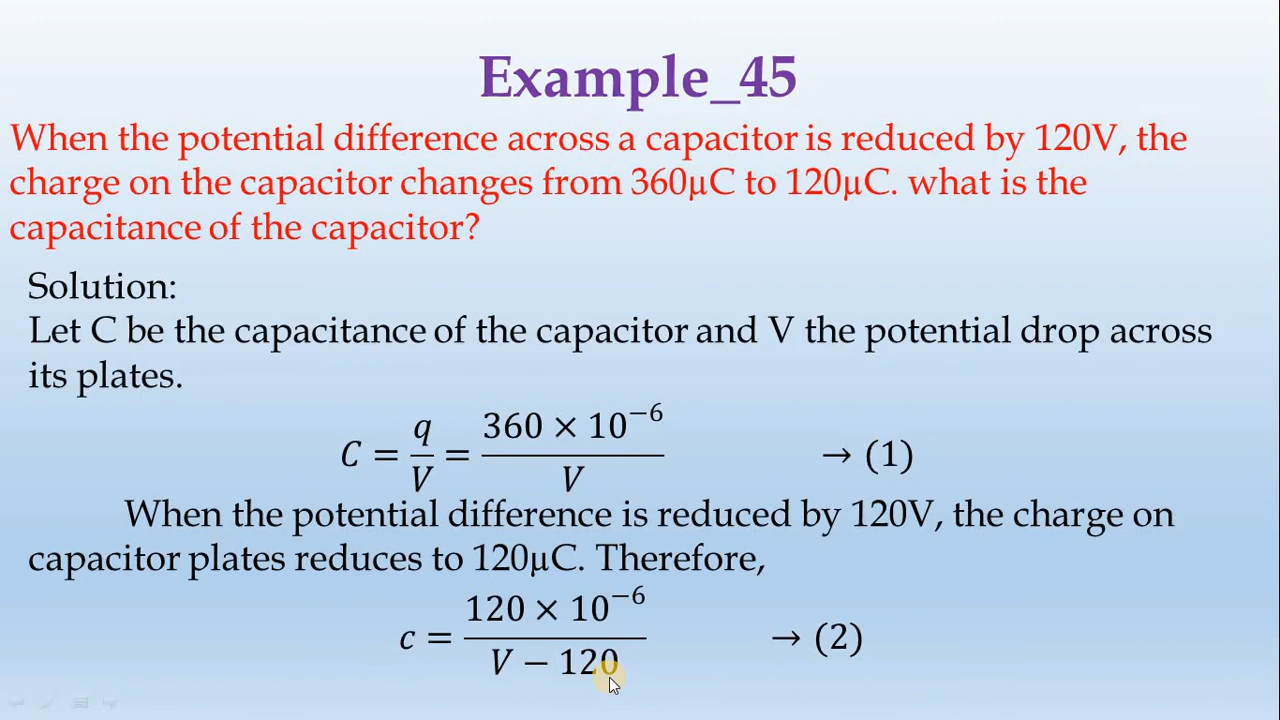 Example_45
When the potential difference across a capacitor is reduced by 120V, the
charge on the capacitor changes from 360µC to 120µC. what is the
capacitance of the capacitor?
Solution:
Let C be the capacitance of the capacitor and V the potential drop across
its plates.
C = q/V = 360 × 10⁻⁶/V → (1)
When the potential difference is reduced by 120V, the charge on
capacitor plates reduces to 120µC. Therefore,
c = 120 × 10⁻⁶/V − 120 → (2)